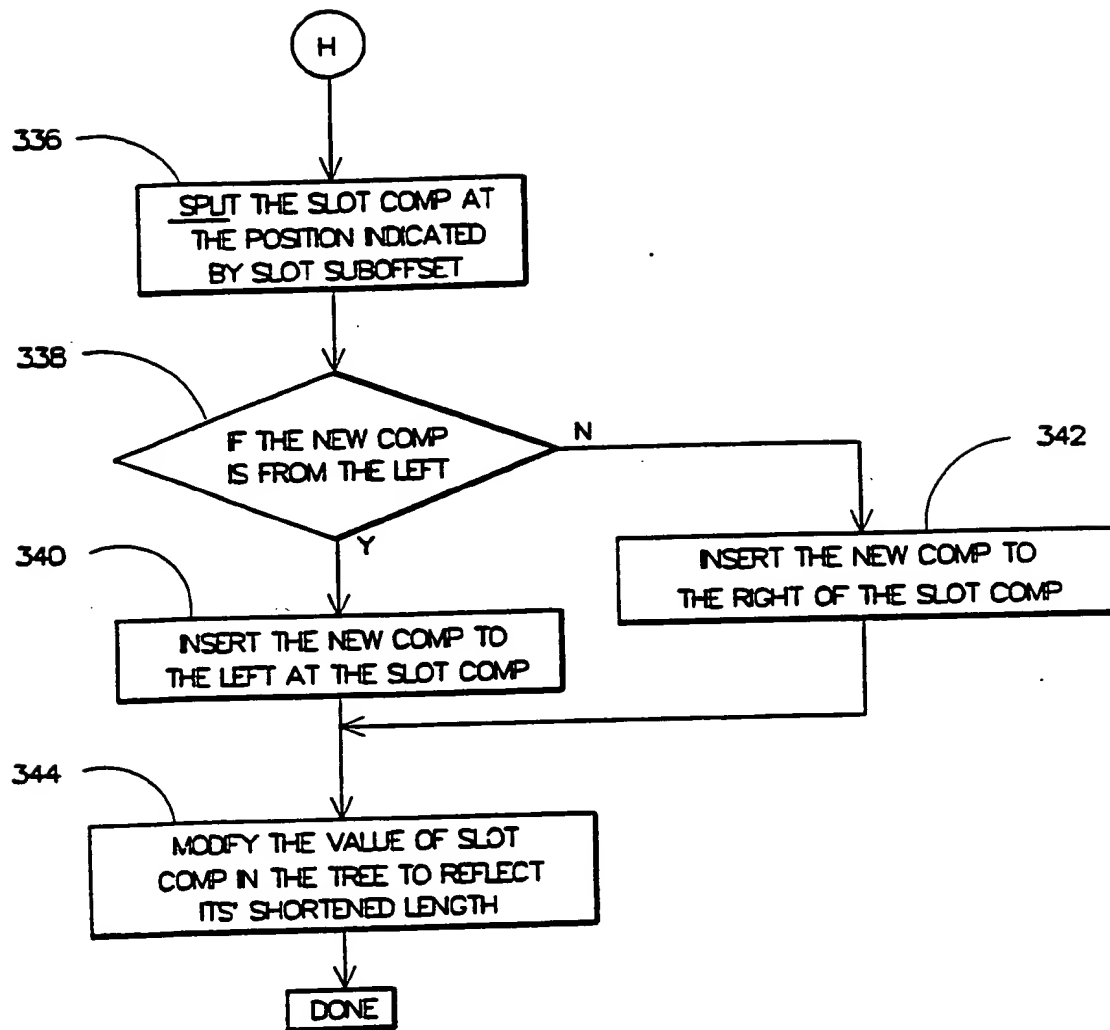 H
336
SPLIT THE SLOT COMP AT
THE POSITION INDICATED
BY SLOT SUBOFFSET
338
IF THE NEW COMP
IS FROM THE LEFT
N
342
Y
340
INSERT THE NEW COMP TO
THE RIGHT OF THE SLOT COMP
INSERT THE NEW COMP TO
THE LEFT AT THE SLOT COMP
344
MODIFY THE VALUE OF SLOT
COMP IN THE TREE TO REFLECT
ITS' SHORTENED LENGTH
DONE